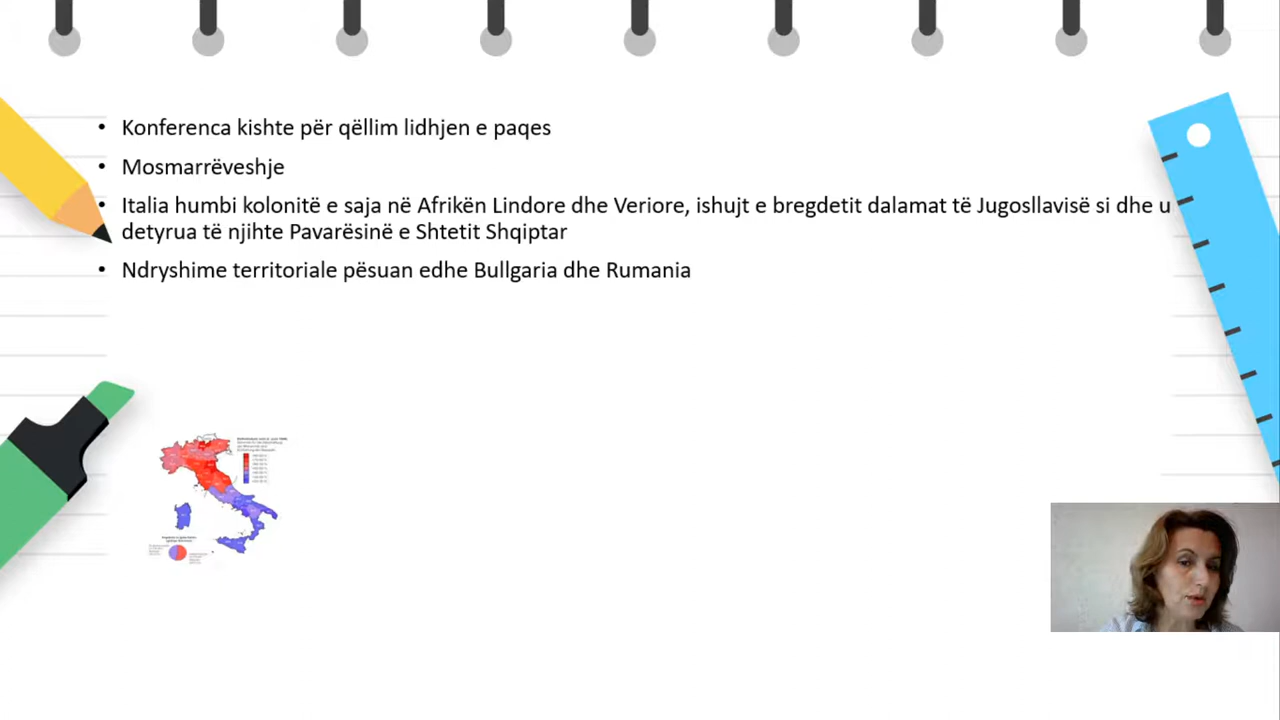 • Konferenca kishte për qëllim lidhjen e paqes
• Mosmarrëveshje
• Italia humbi kolonitë e saja në Afrikën Lindore dhe Veriore, ishujt e bregdetit dalamat të Jugosllavisë si dhe u
detyrua të njihte Pavarësinë e Shtetit Shqiptar
• Ndryshime territoriale pësuan edhe Bullgaria dhe Rumania